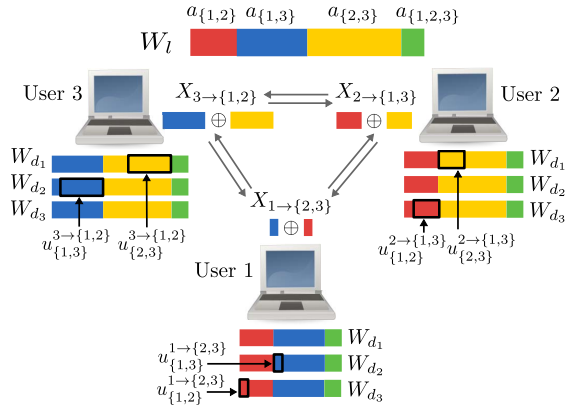 a_{\{1,2\}} a_{\{1,3\}} a_{\{2,3\}} a_{\{1,2,3\}}
W_l
User 3
X_{3→\{1,2\}}
X_{2→\{1,3\}}
User 2
⊕
⊕
W_{d_1}
W_{d_2}
W_{d_3}
u^{3→\{1,2\}}_{\{1,3\}}
u^{3→\{1,2\}}_{\{2,3\}}
W_{d_1}
W_{d_2}
W_{d_3}
u^{2→\{1,3\}}_{\{1,2\}}
u^{2→\{1,3\}}_{\{2,3\}}
X_{1→\{2,3\}}
⊕
User 1
W_{d_1}
u^{1→\{2,3\}}_{\{1,3\}} W_{d_2}
u^{1→\{2,3\}}_{\{1,2\}} W_{d_3}